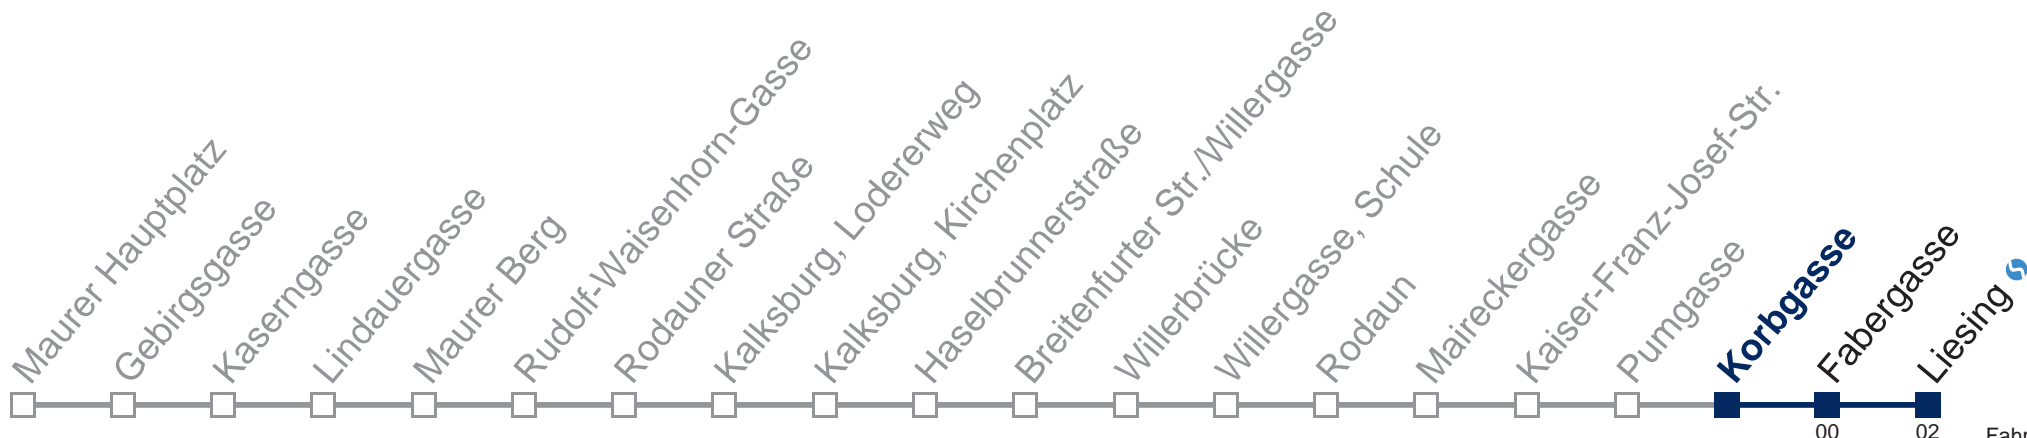 Maurer Hauptplatz
Gebirgsgasse
Kaserngasse
Lindauergasse
Maurer Berg
Rudolf-Waisenhorn-Gasse
Rodauner Straße
Kalksburg, Lodererweg
Kalksburg, Kirchenplatz
Haselbrunnerstraße
Breitenfurter Str./Willergasse
Willerbrücke
Willergasse, Schule
Rodaun
Maireckergasse
Kaiser-Franz-Josef-Str.
Pumgasse
Korbgasse
Fabergasse
Liesing
00 02